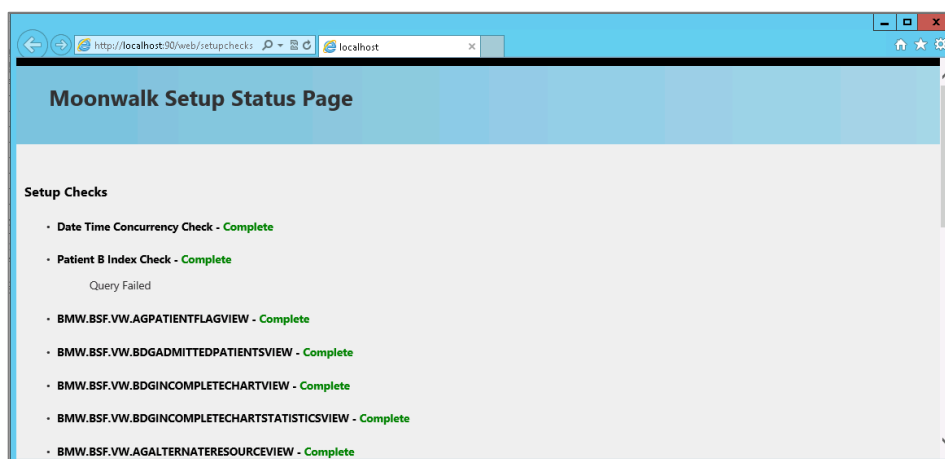 http://localhost:90/web/setupchecks
localhost
Moonwalk Setup Status Page
Setup Checks
• Date Time Concurrency Check - Complete
• Patient B Index Check - Complete
Query Failed
• BMW.BSF.VW.AGPATIENTFLAGVIEW - Complete
• BMW.BSF.VW.BDGADMITTEDPATIENTSVIEW - Complete
• BMW.BSF.VW.BDGINCOMPLETECHARTVIEW - Complete
• BMW.BSF.VW.BDGINCOMPLETECHARTSTATISTICSVIEW - Complete
• BMW.BSF.VW.AGALTERNATERESOURCEVIEW - Complete